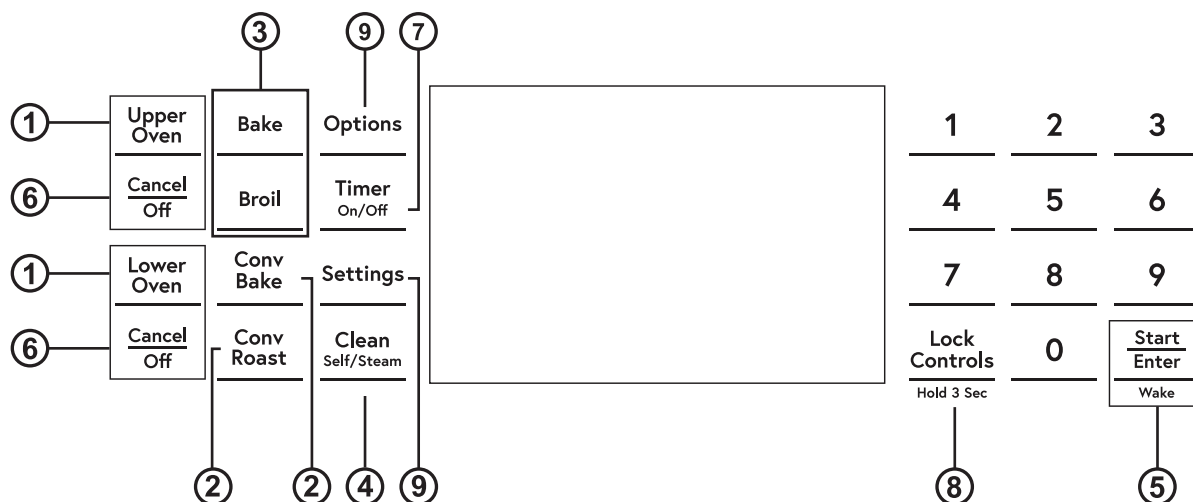 3 9 7
1 Upper Oven Bake Options 1 2 3
6 Cancel Off Broil Timer On/Off 4 5 6
1 Lower Oven Conv Bake Settings 7 8 9
6 Cancel Off Conv Roast Clean Self/Steam Lock Controls Hold 3 Sec 0 Start Enter Wake
2 2 4 9 8 5